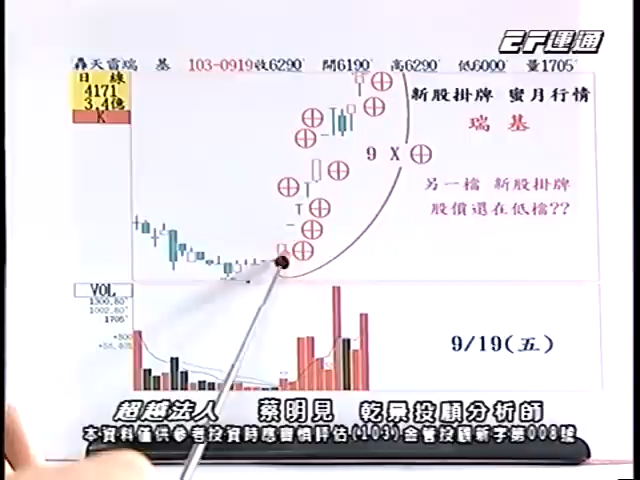 EF運通
轟天雷瑞 基 103-0919收6290 開6190 高6290 低6000 量1705
日 線
4171
3.4億
K
新股掛牌 蜜月行情
瑞 基
9 X
另一檔 新股掛牌
股價還在低檔??
VOL
1300.80
1002.80
1705
+500
9/19(五)
超越法人 蔡明見 乾景投顧分析師
本資料僅供參考投資時應審慎評估(103)金管投顧新字第008號